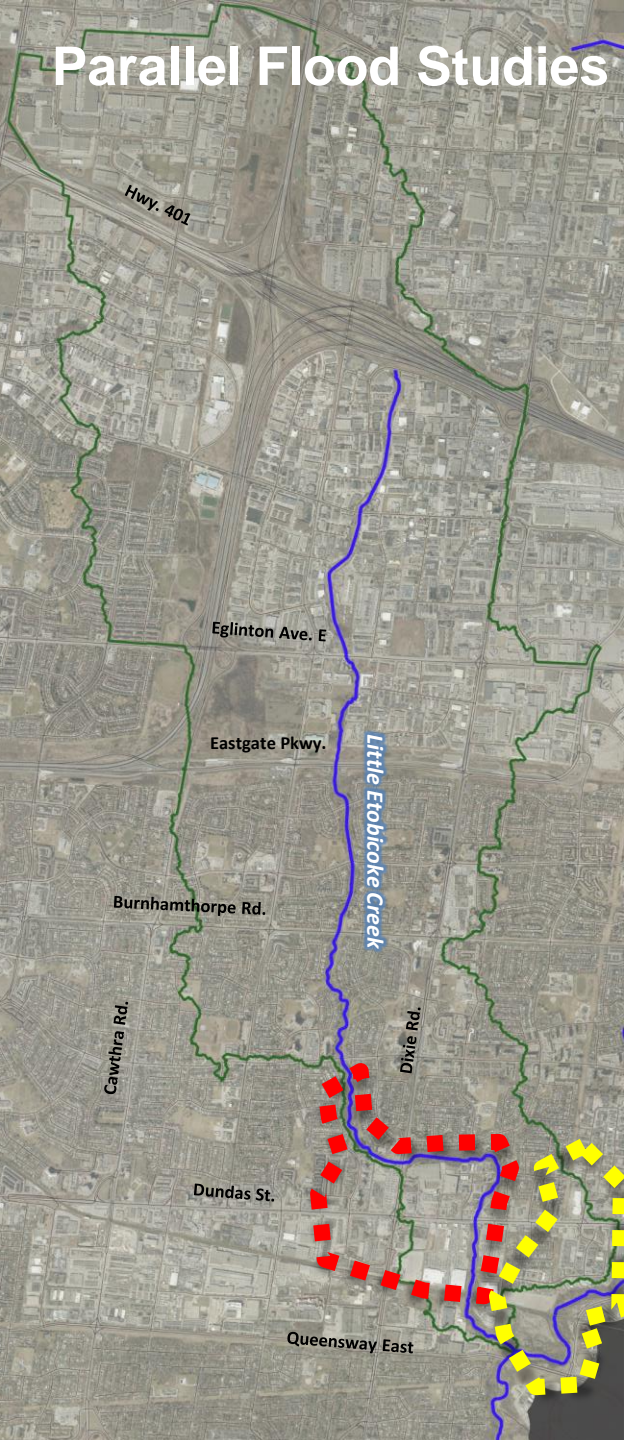 Parallel Flood Studies
Hwy. 401
Eglinton Ave. E
Eastgate Pkwy.
Little Etobicoke Creek
Burnhamthorpe Rd.
Cawthra Rd.
Dixie Rd.
Dundas St.
Queensway East